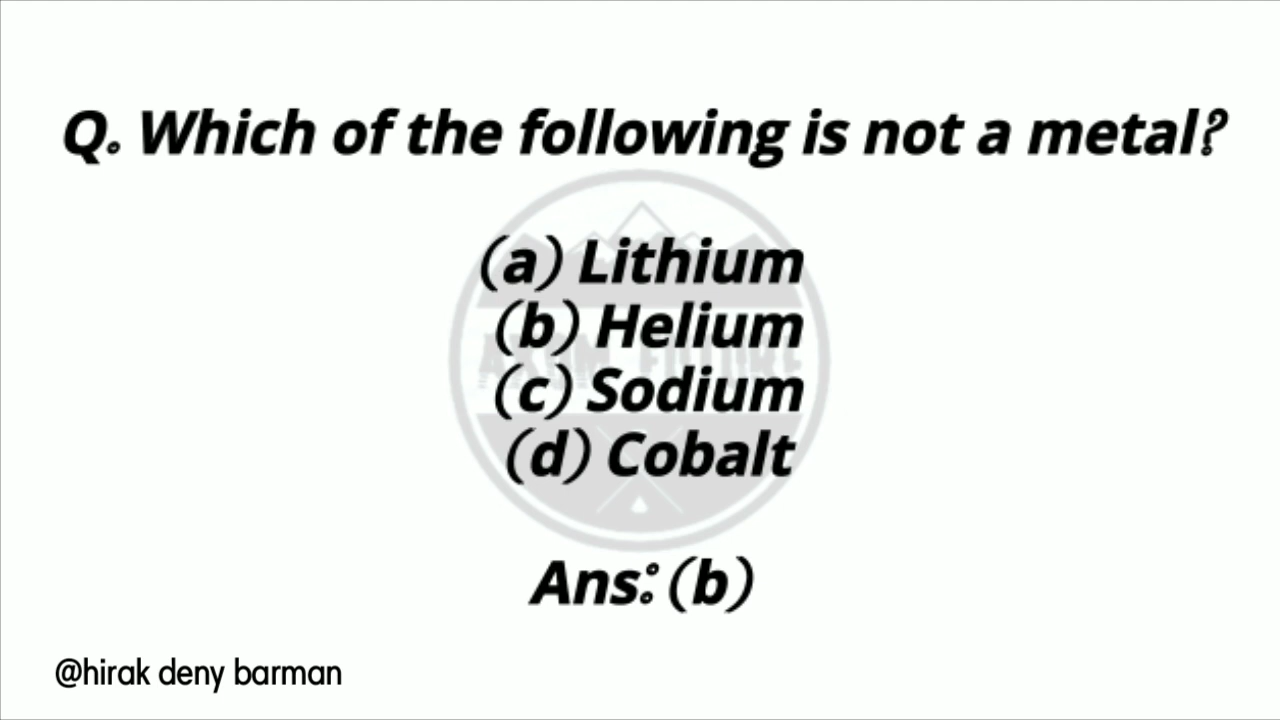 Q. Which of the following is not a metal?
(a) Lithium
(b) Helium
(c) Sodium
(d) Cobalt
Ans: (b)
@hirak deny barman